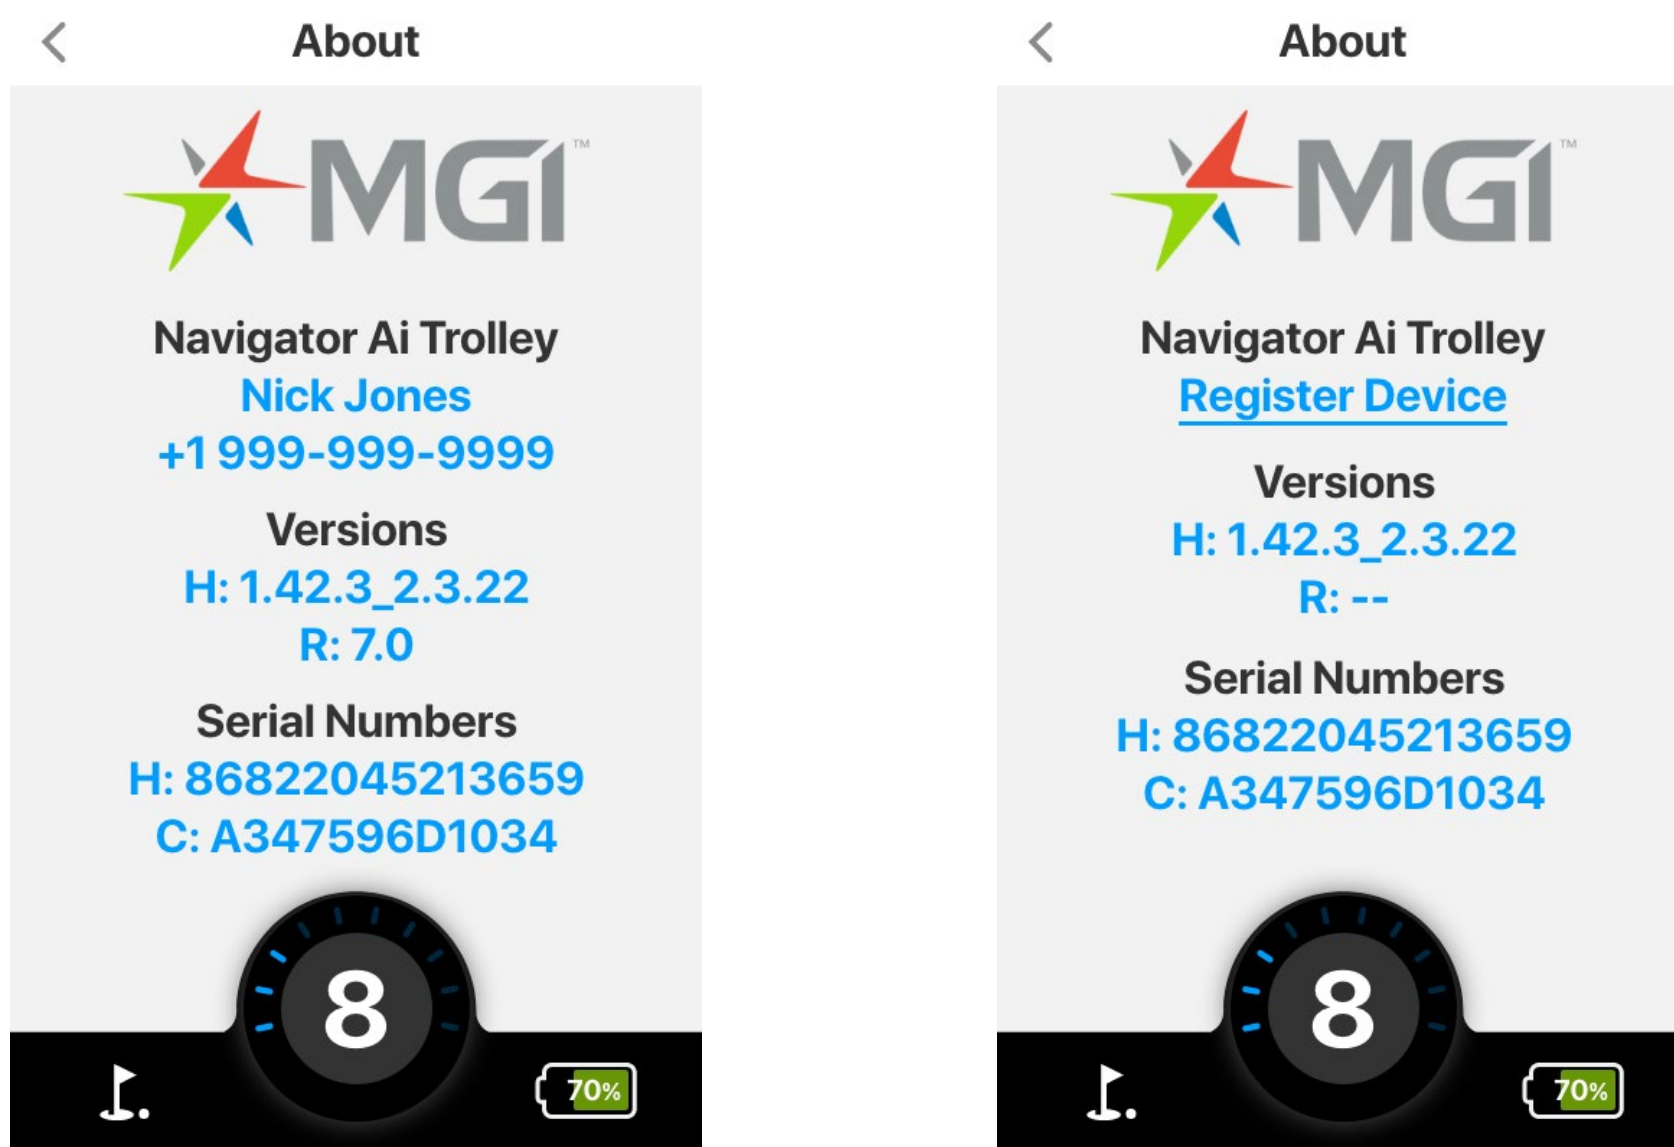 About
MGI™
Navigator Ai Trolley
Nick Jones
+1 999-999-9999
Versions
H: 1.42.3_2.3.22
R: 7.0
Serial Numbers
H: 86822045213659
C: A347596D1034
8
70%
About
MGI™
Navigator Ai Trolley
Register Device
Versions
H: 1.42.3_2.3.22
R: --
Serial Numbers
H: 86822045213659
C: A347596D1034
8
70%